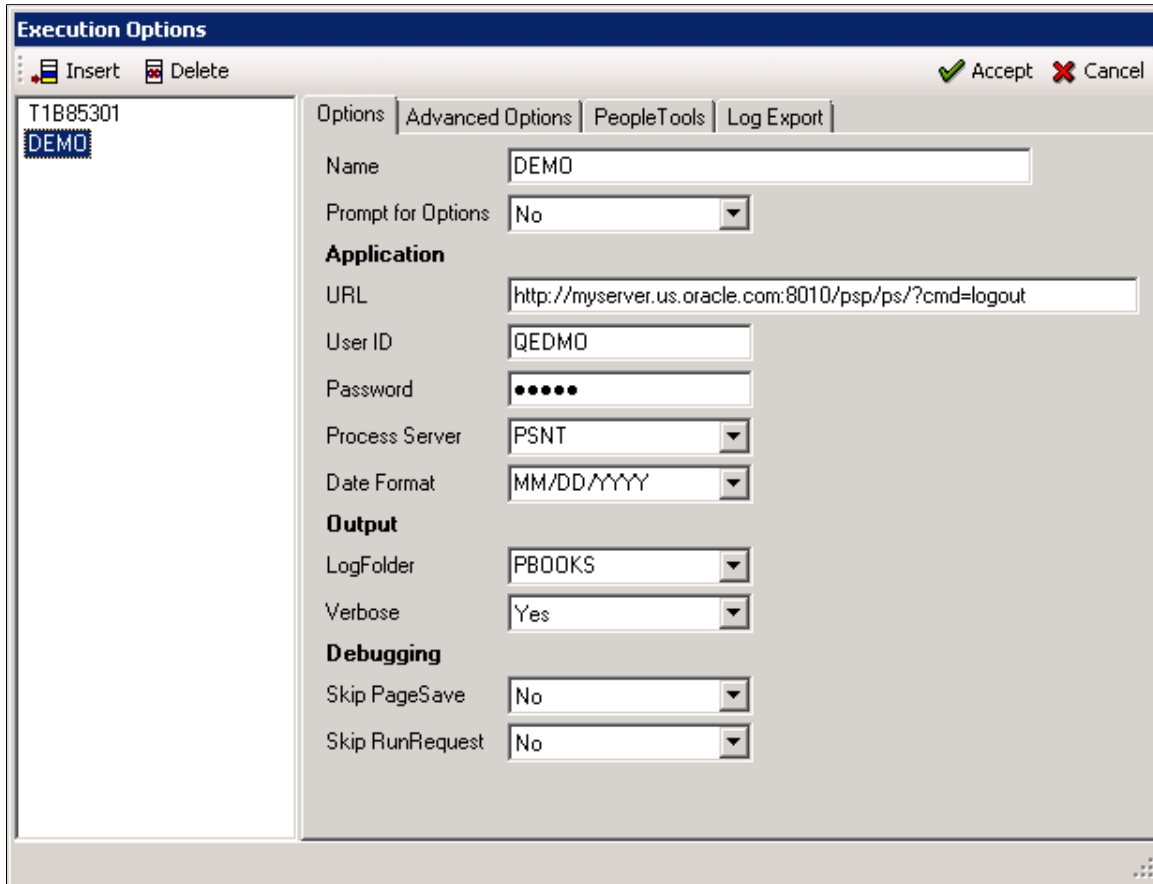 Execution Options
Insert Delete Accept Cancel
T1B85301
DEMO
Options Advanced Options PeopleTools Log Export
Name DEMO
Prompt for Options No
Application
URL http://myserver.us.oracle.com:8010/psp/ps/?cmd=logout
User ID QEDMO
Password •••••
Process Server PSNT
Date Format MM/DD/YYYY
Output
LogFolder PBOOKS
Verbose Yes
Debugging
Skip PageSave No
Skip RunRequest No